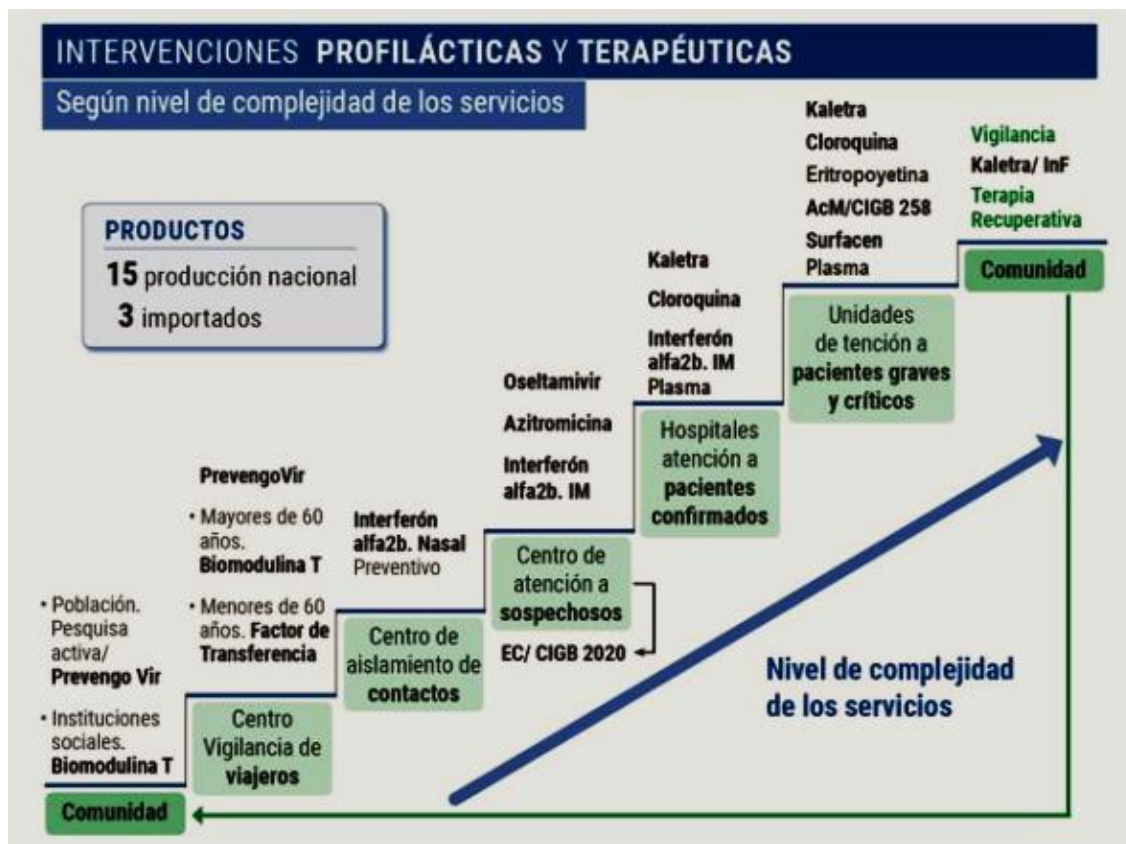 INTERVENCIONES PROFILÁCTICAS Y TERAPÉUTICAS
Según nivel de complejidad de los servicios
PRODUCTOS
15 producción nacional
3 importados
• Población.
Pesquisa
activa/
Prevengo Vir
• Instituciones
sociales.
Biomodulina T
Comunidad
PrevengoVir
• Mayores de 60
años.
Biomodulina T
• Menores de 60
años. Factor de
Transferencia
Centro
Vigilancia de
viajeros
Interferón
alfa2b. Nasal
Preventivo
Centro de
aislamiento de
contactos
Oseltamivir
Azitromicina
Interferón
alfa2b. IM
Centro de
atención a
sospechosos
EC/ CIGB 2020
Kaletra
Cloroquina
Interferón
alfa2b. IM
Plasma
Hospitales
atención a
pacientes
confirmados
Kaletra
Cloroquina
Eritropoyetina
AcM/CIGB 258
Surfacen
Plasma
Unidades
de tención a
pacientes graves
y críticos
Vigilancia
Kaletra/ InF
Terapia
Recuperativa
Comunidad
Nivel de complejidad
de los servicios